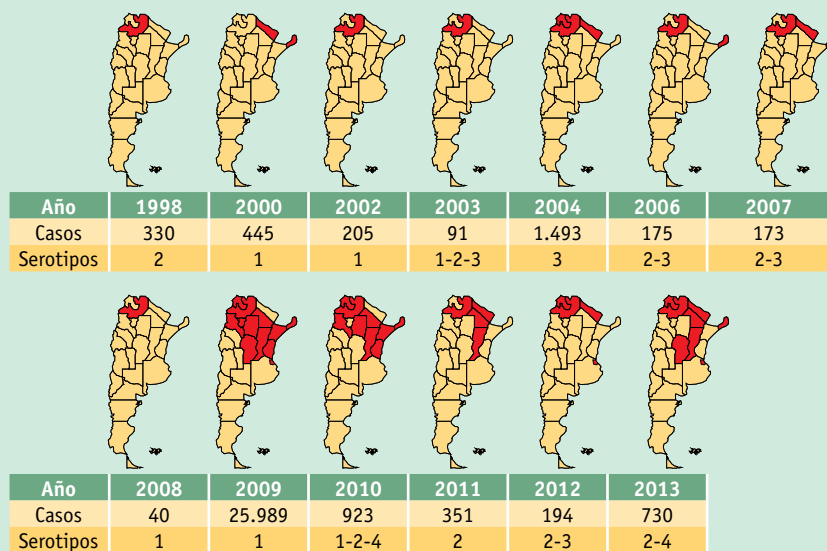 Año 1998 2000 2002 2003 2004 2006 2007
Casos 330 445 205 91 1.493 175 173
Serotipos 2 1 1 1-2-3 3 2-3 2-3
Año 2008 2009 2010 2011 2012 2013
Casos 40 25.989 923 351 194 730
Serotipos 1 1 1-2-4 2 2-3 2-4